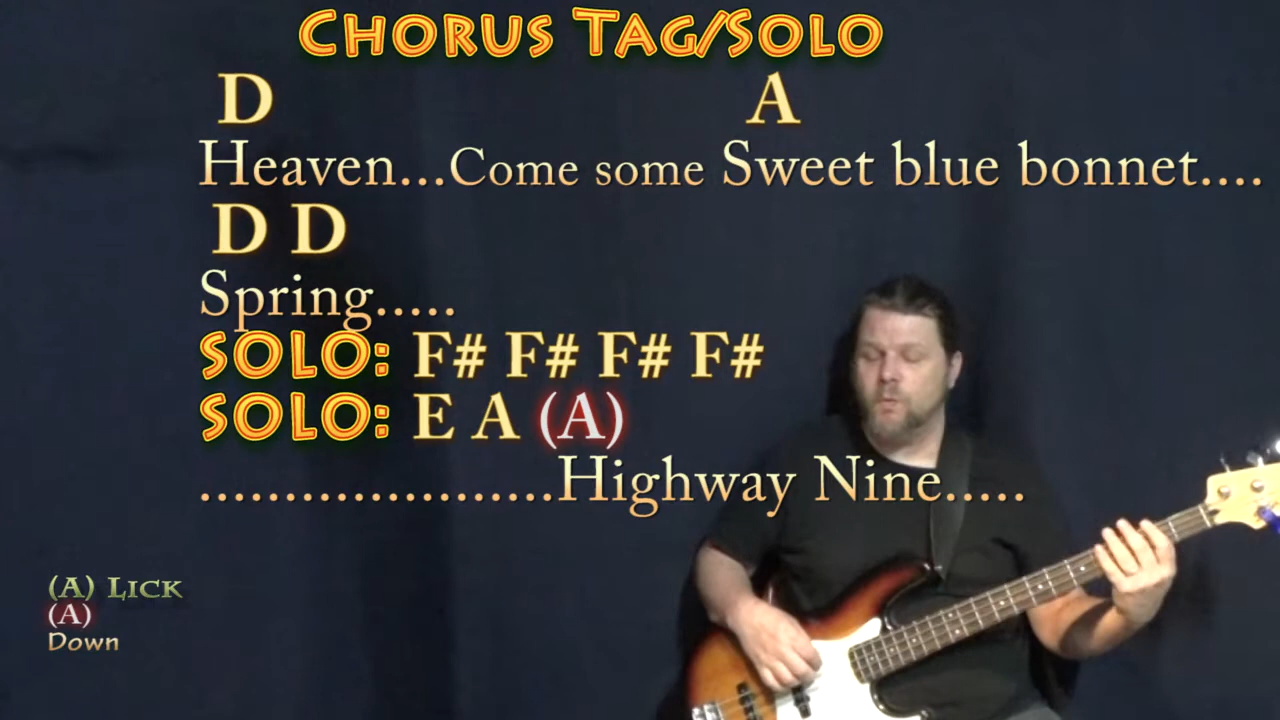 Chorus Tag/Solo
D A
Heaven...Come some Sweet blue bonnet....
D D
Spring.....
SOLO: F# F# F# F#
SOLO: E A (A)
.....................Highway Nine.....
(A) Lick
(A)
Down